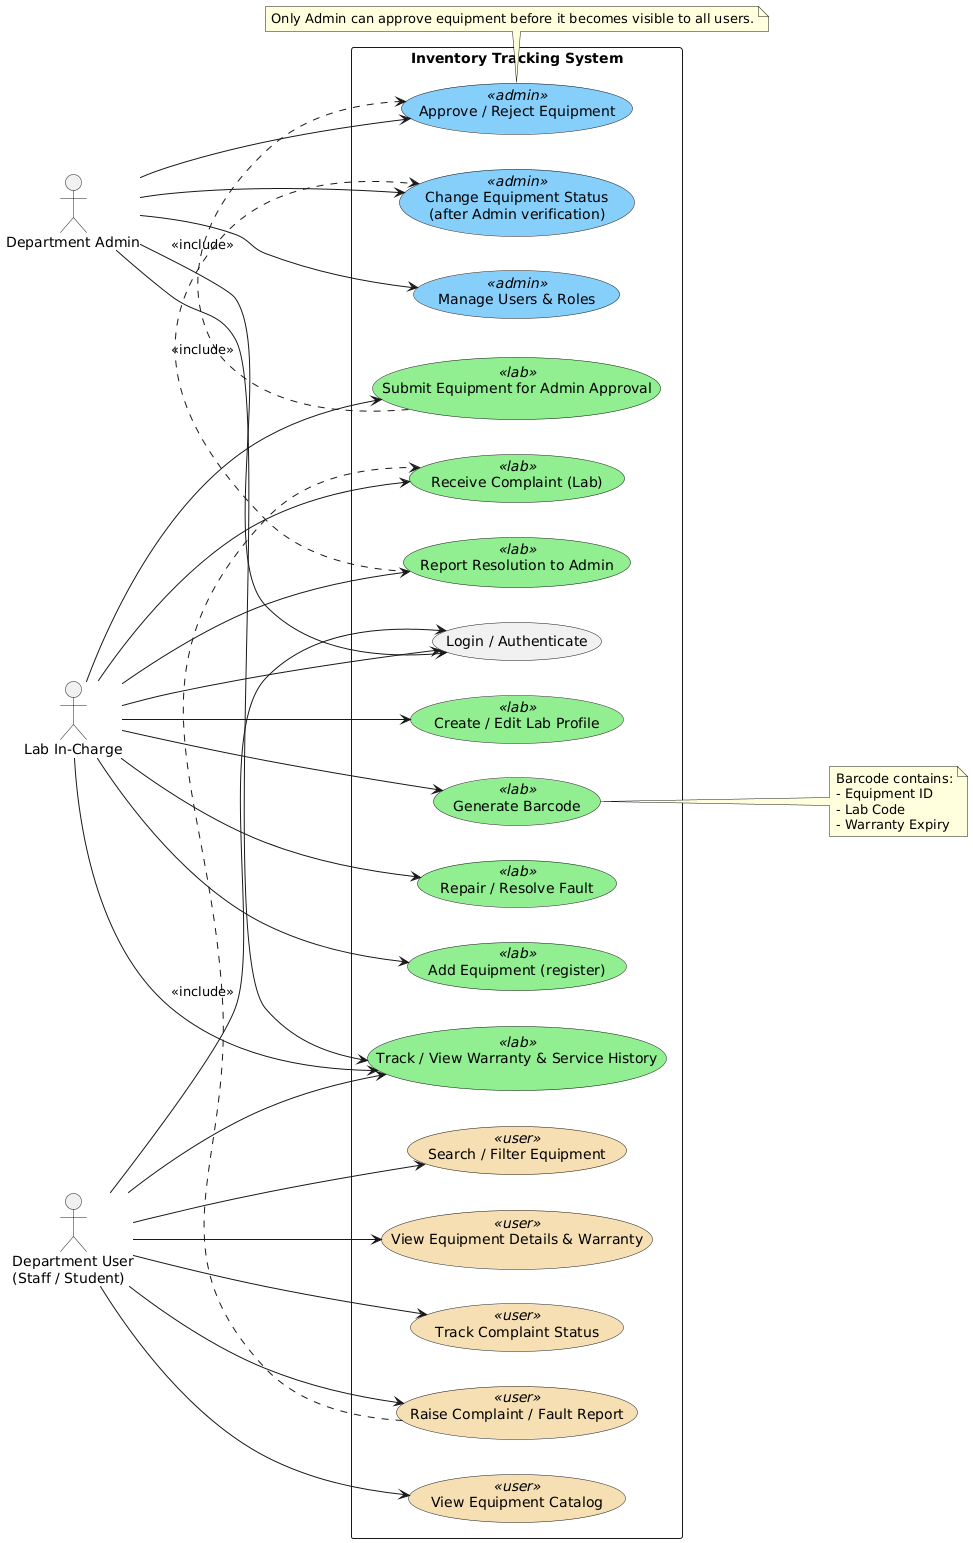 Only Admin can approve equipment before it becomes visible to all users.
Inventory Tracking System
«admin»
Approve / Reject Equipment
«admin»
Change Equipment Status
(after Admin verification)
Department Admin
«include»
«admin»
Manage Users & Roles
«include»
«lab»
Submit Equipment for Admin Approval
«lab»
Receive Complaint (Lab)
«lab»
Report Resolution to Admin
Login / Authenticate
«lab»
Create / Edit Lab Profile
Lab In-Charge
«lab»
Generate Barcode
Barcode contains:
- Equipment ID
- Lab Code
- Warranty Expiry
«lab»
Repair / Resolve Fault
«lab»
Add Equipment (register)
«include»
«lab»
Track / View Warranty & Service History
«user»
Search / Filter Equipment
«user»
View Equipment Details & Warranty
Department User
(Staff / Student)
«user»
Track Complaint Status
«user»
Raise Complaint / Fault Report
«user»
View Equipment Catalog